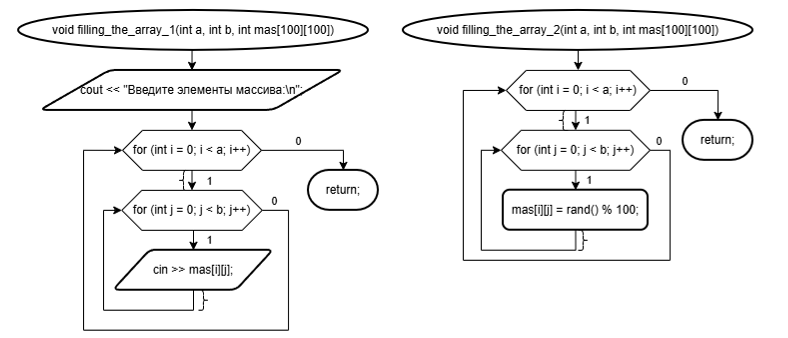 void filling_the_array_1(int a, int b, int mas[100][100])
cout << "Введите элементы массива:\n";
for (int i = 0; i < a; i++)
0
return;
{
1
for (int j = 0; j < b; j++)
0
1
cin >> mas[i][j];
}
void filling_the_array_2(int a, int b, int mas[100][100])
for (int i = 0; i < a; i++)
0
return;
{
1
for (int j = 0; j < b; j++)
0
1
mas[i][j] = rand() % 100;
}